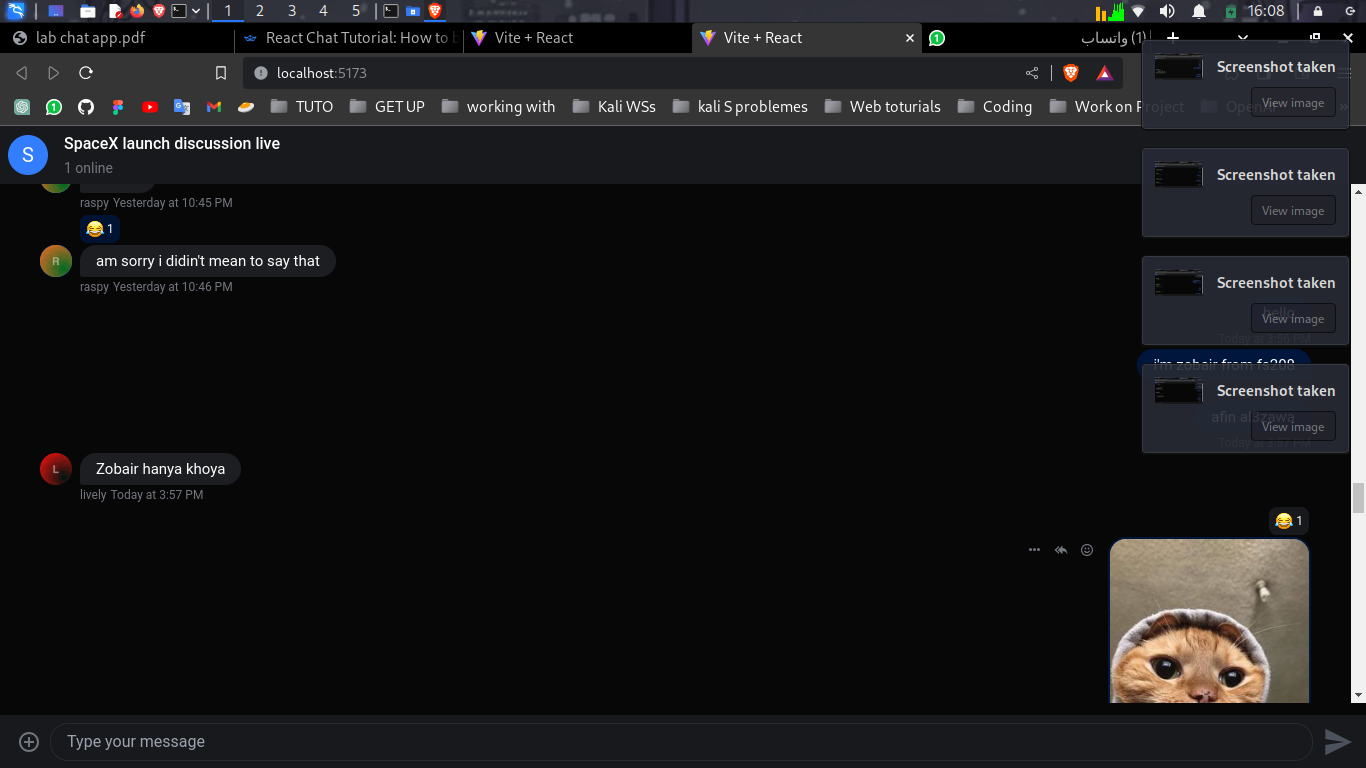 1 2 3 4 5 16:08
lab chat app.pdf React Chat Tutorial: How to b Vite + React Vite + React (1) واتساب
localhost:5173
TUTO GET UP working with Kali WSs kali S problemes Web toturials Coding Work on Project
SpaceX launch discussion live
1 online
raspy Yesterday at 10:45 PM
😂 1
R am sorry i didin't mean to say that
raspy Yesterday at 10:46 PM
Screenshot taken
View image
Screenshot taken
View image
Screenshot taken
hello
View image
Today at 3:56 PM
i'm zobair from fs208
Screenshot taken
afin al3zawa
View image
Today at 3:57 PM
L Zobair hanya khoya
lively Today at 3:57 PM
😂 1
S
Type your message